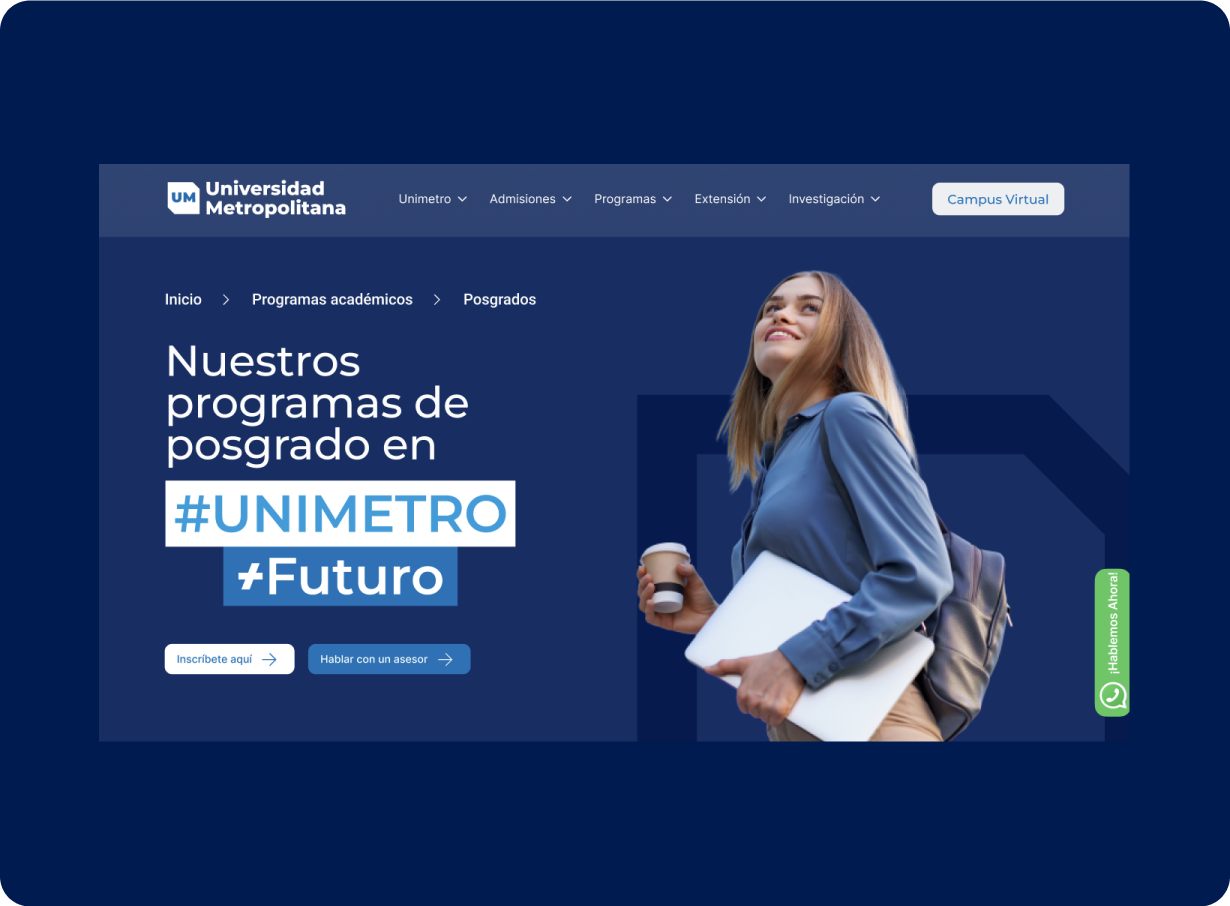 UM Universidad
Metropolitana
Unimetro
Admisiones
Programas
Extensión
Investigación
Campus Virtual
Inicio > Programas académicos > Posgrados
Nuestros
programas de
posgrado en
#UNIMETRO
+Futuro
Inscríbete aquí
Hablar con un asesor
¡Hablemos Ahora!